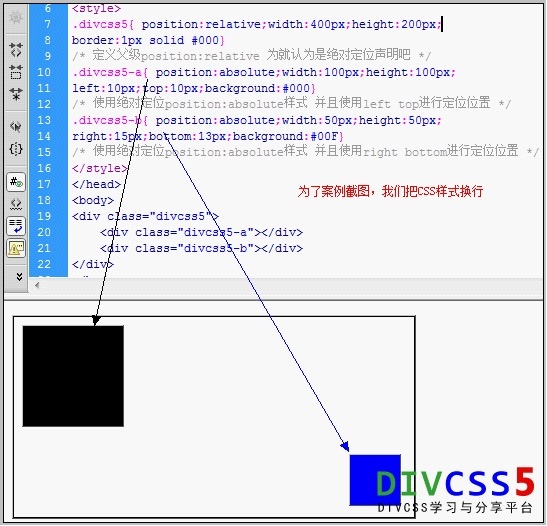 6 <style>
7 .divcss5{ position:relative;width:400px;height:200px;
8 border:1px solid #000}
9 /* 定义父级position:relative 为就认为是绝对定位声明吧 */
10 .divcss5-a{ position:absolute;width:100px;height:100px;
11 left:10px;top:10px;background:#000}
12 /* 使用绝对定位position:absolute样式 并且使用left top进行定位位置 */
13 .divcss5-b{ position:absolute;width:50px;height:50px;
14 right:15px;bottom:13px;background:#00F}
15 /* 使用绝对定位position:absolute样式 并且使用right bottom进行定位位置 */
16 </style>
17 </head>
为了案例截图，我们把CSS样式换行
18 <body>
19 <div class="divcss5">
20 <div class="divcss5-a"></div>
21 <div class="divcss5-b"></div>
22 </div>
DIVCSS5
DIVCSS学习与分享平台